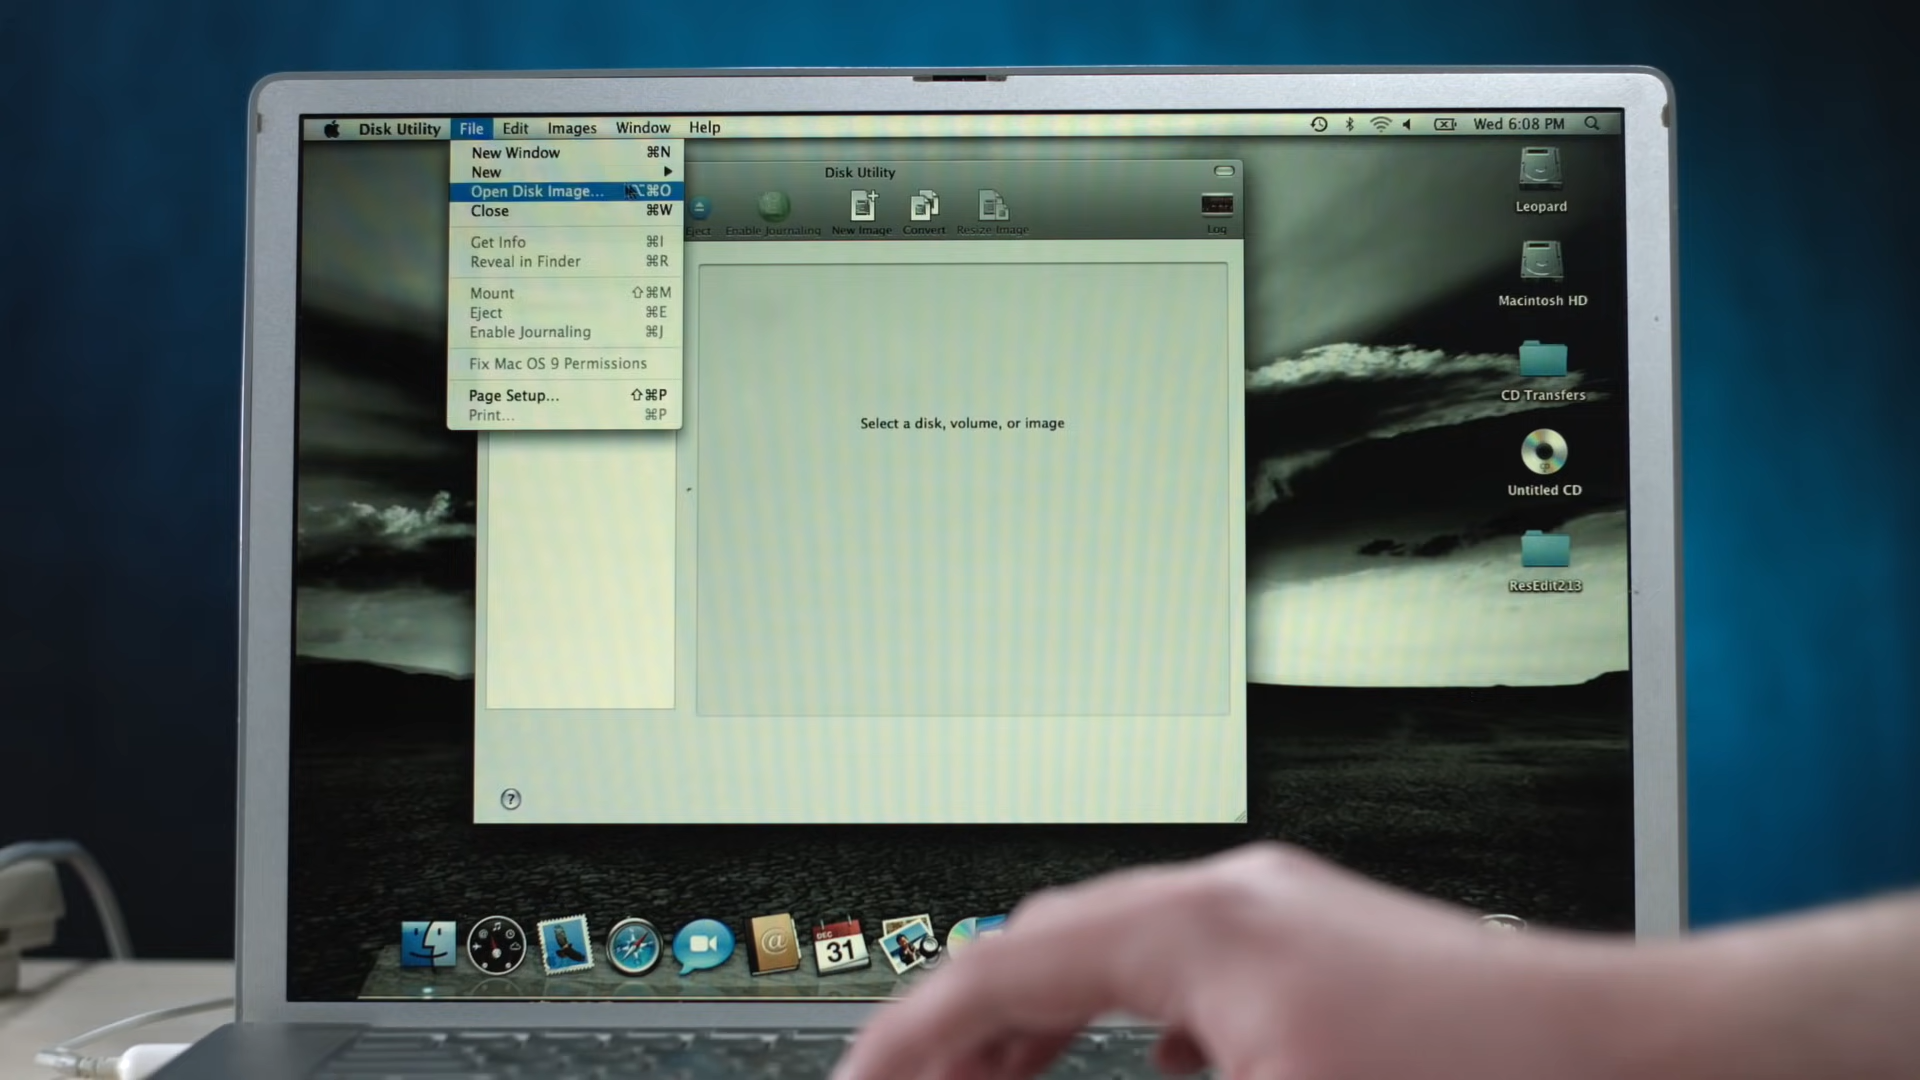 Disk Utility File Edit Images Window Help Wed 6:08 PM
New Window ⌘N
New
Open Disk Image... ⌥⌘O
Close ⌘W
Get Info ⌘I
Reveal in Finder ⌘R
Mount ⇧⌘M
Eject ⌘E
Enable Journaling ⌘J
Fix Mac OS 9 Permissions
Page Setup... ⇧⌘P
Print... ⌘P
Disk Utility
Eject Enable Journaling New Image Convert Resize Image Log
Select a disk, volume, or image
?
Leopard
Macintosh HD
CD Transfers
Untitled CD
ResEdit213
@
DEC
31